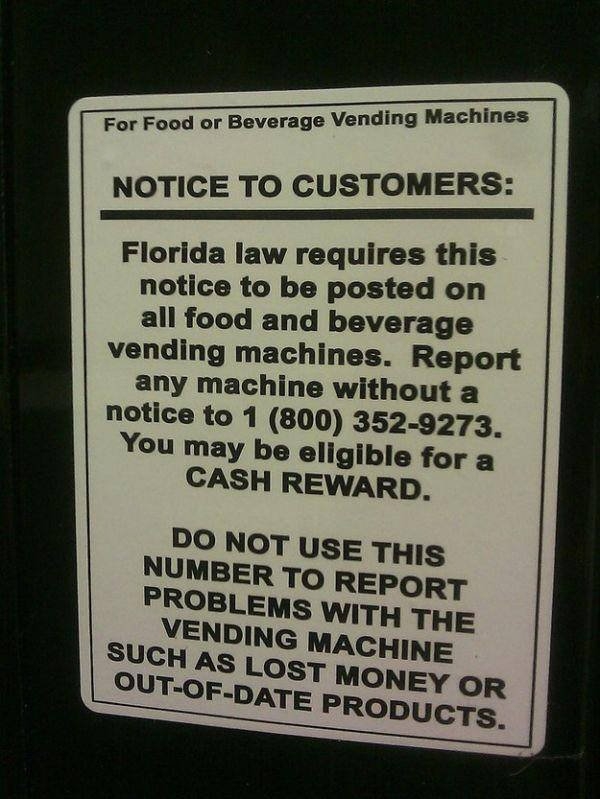 For Food or Beverage Vending Machines
NOTICE TO CUSTOMERS:
Florida law requires this
notice to be posted on
all food and beverage
vending machines. Report
any machine without a
notice to 1 (800) 352-9273.
You may be eligible for a
CASH REWARD.
DO NOT USE THIS
NUMBER TO REPORT
PROBLEMS WITH THE
VENDING MACHINE
SUCH AS LOST MONEY OR
OUT-OF-DATE PRODUCTS.